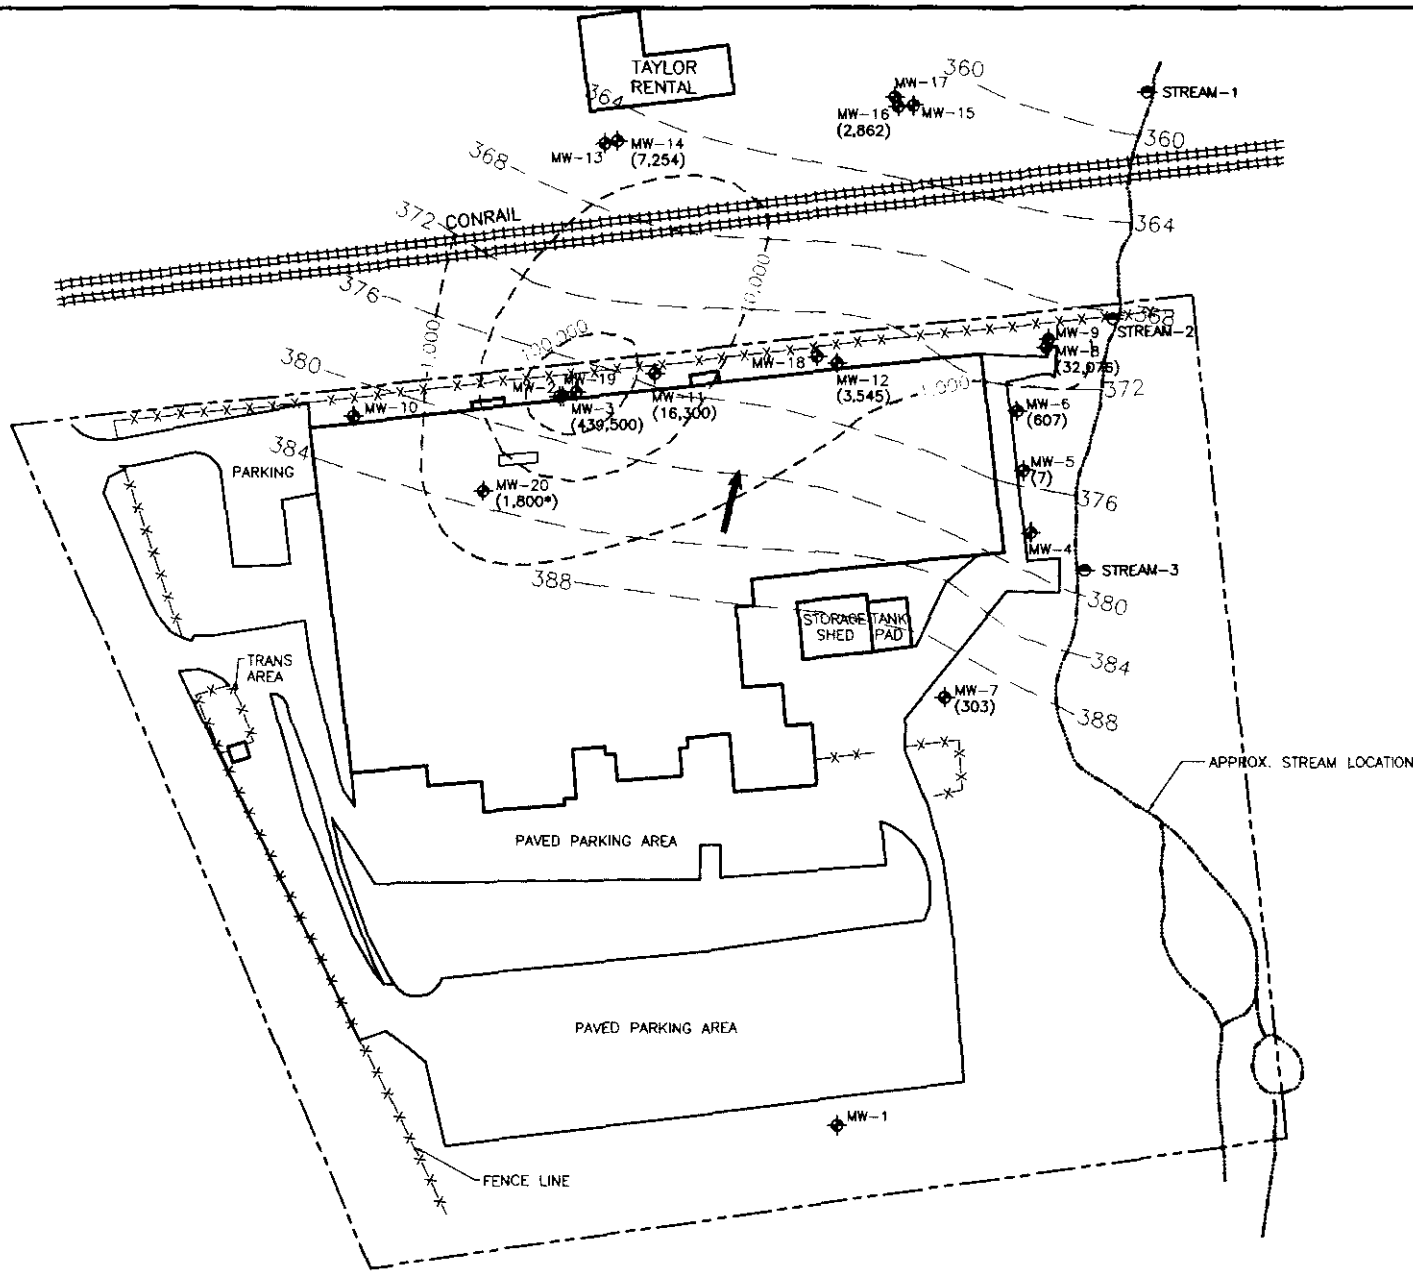 TAYLOR
RENTAL
364
MW-17
360
MW-16
(2,862)
MW-15
STREAM-1
360
MW-13
MW-14
(7,254)
368
372
CONRAIL
364
376
10,000
1,000
100,000
368
STREAM-2
MW-9
MW-8
(32,076)
380
MW-18
MW-2
MW-19
MW-10
MW-3
(439,500)
MW-11
(16,300)
MW-12
(3,545)
1,000
372
MW-6
(607)
384
PARKING
MW-20
(1,800*)
MW-5
(7)
376
MW-4
388
STREAM-3
380
STORAGE
SHED
TANK
PAD
384
TRANS
AREA
MW-7
(303)
388
APPROX. STREAM LOCATION
PAVED PARKING AREA
PAVED PARKING AREA
MW-1
FENCE LINE